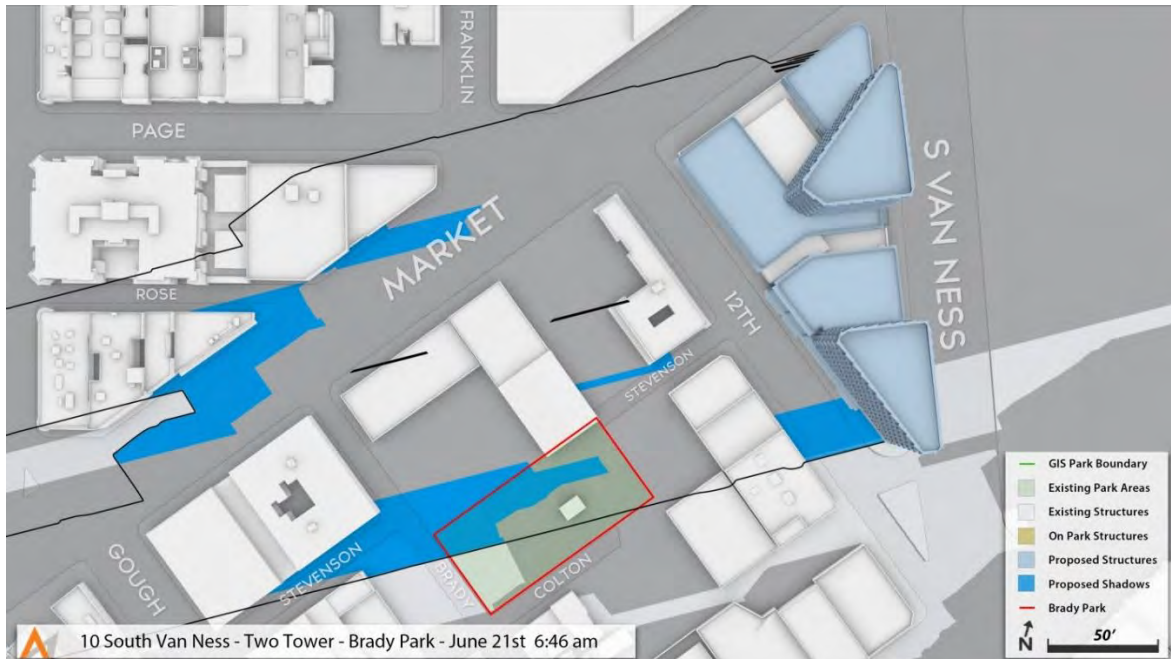 FRANKLIN
PAGE
MARKET
S VAN NESS
ROSE
12TH
STEVENSON
GOUGH
STEVENSON
BRADY
COLTON
GIS Park Boundary
Existing Park Areas
Existing Structures
On Park Structures
Proposed Structures
Proposed Shadows
Brady Park
N
50'
10 South Van Ness - Two Tower - Brady Park - June 21st 6:46 am